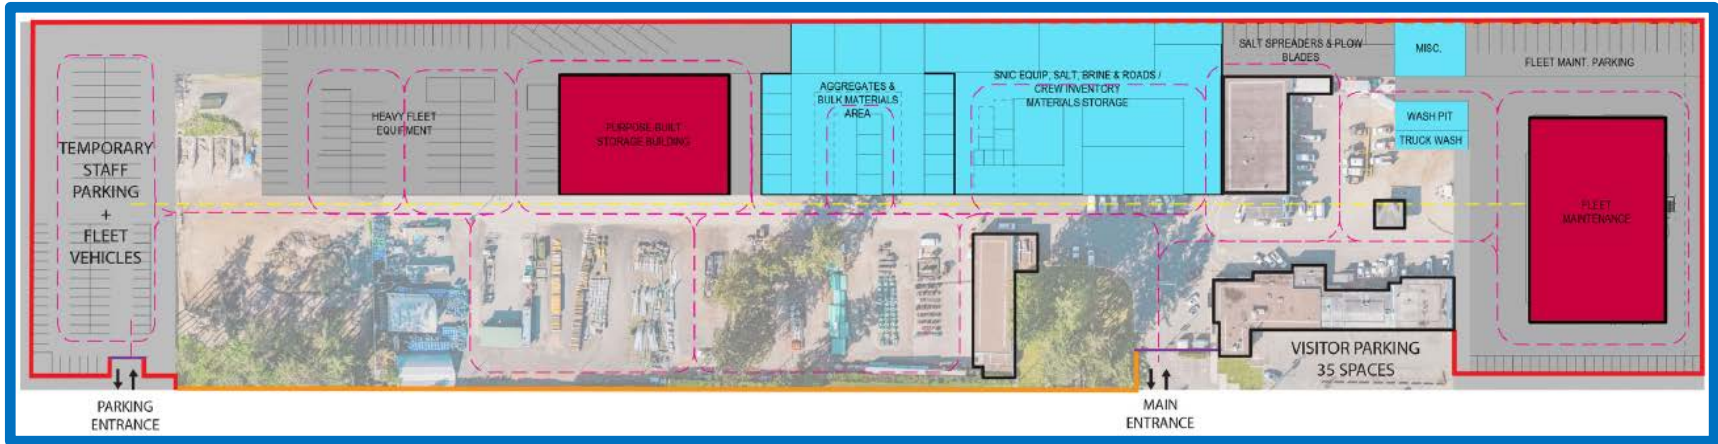 TEMPORARY
STAFF
PARKING
+
FLEET
VEHICLES
PARKING
ENTRANCE
HEAVY FLEET
EQUIPMENT
PURPOSE-BUILT
STORAGE BUILDING
AGGREGATES &
BULK MATERIALS
AREA
SNIC EQUIP, SALT, BRINE & ROADS /
CREW INVENTORY
MATERIALS STORAGE
SALT SPREADERS & PLOW
BLADES
MISC.
FLEET MAINT. PARKING
WASH PIT
TRUCK WASH
FLEET
MAINTENANCE
VISITOR PARKING
35 SPACES
MAIN
ENTRANCE